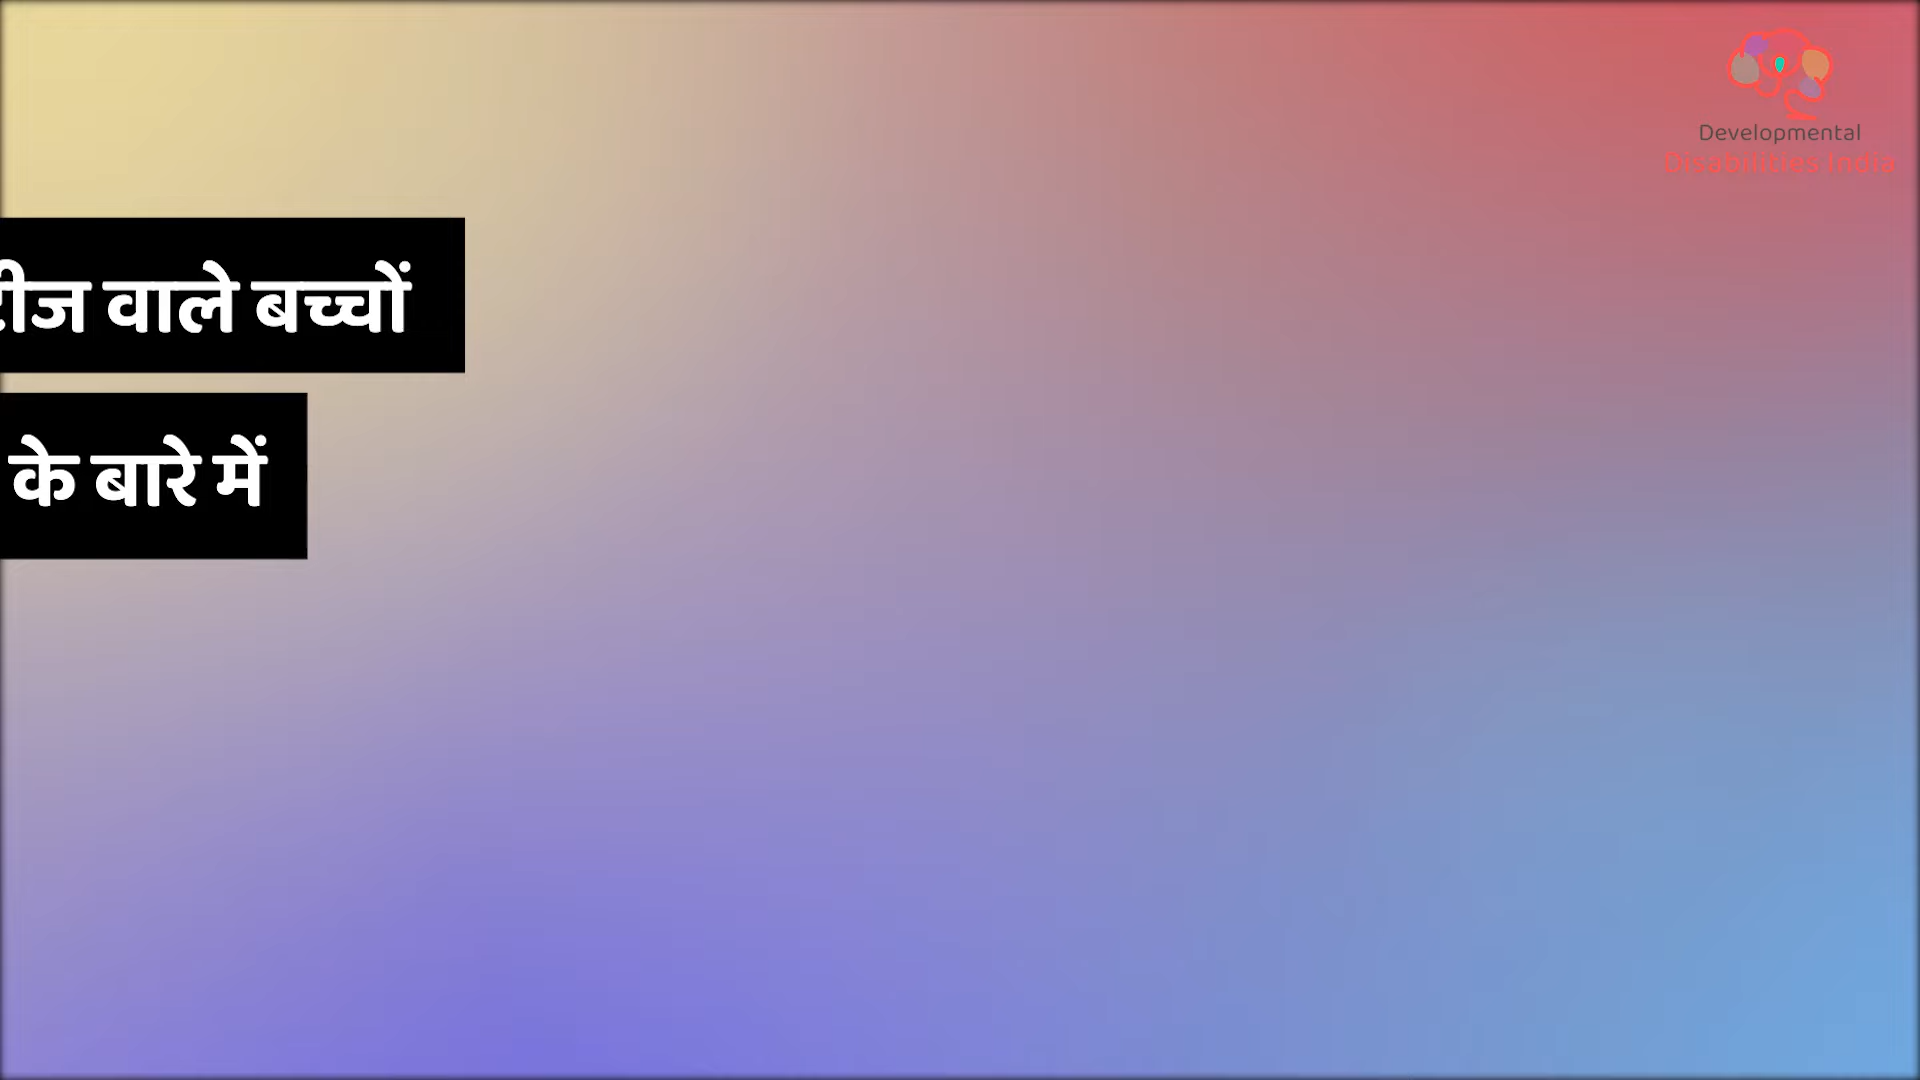 Developmental
Disabilities India
वाले बच्चों
के बारे में